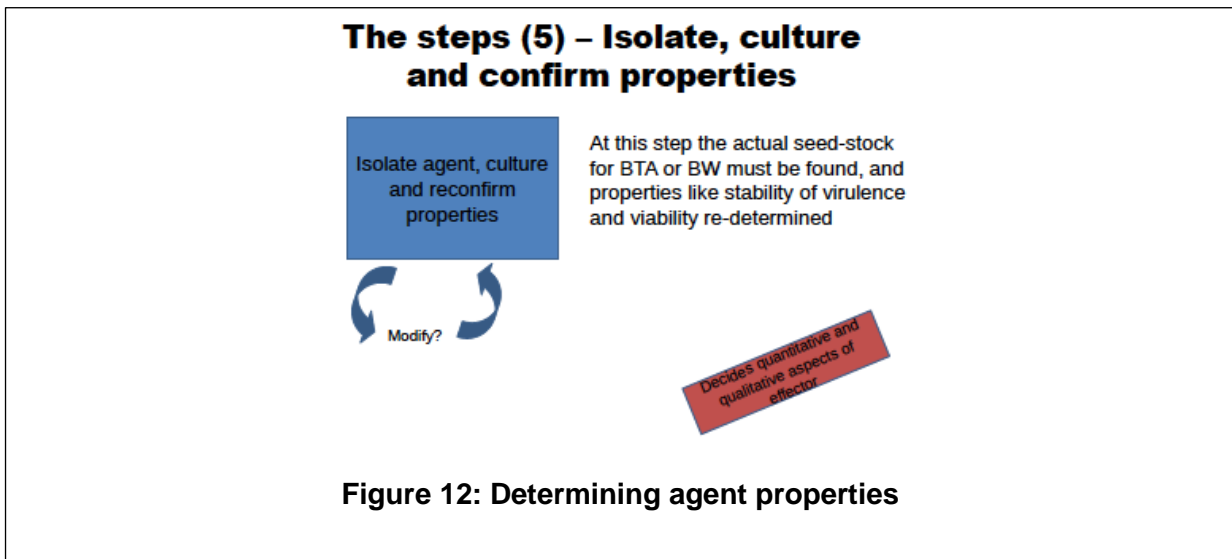 The steps (5) – Isolate, culture
and confirm properties
Isolate agent, culture
and reconfirm
properties
At this step the actual seed-stock
for BTA or BW must be found, and
properties like stability of virulence
and viability re-determined
Modify?
Decides quantitative and
qualitative aspects of
effector
Figure 12: Determining agent properties